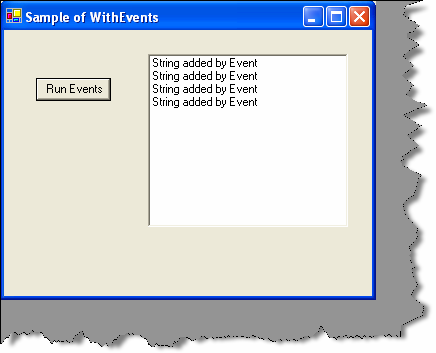 Sample of WithEvents
Run Events
String added by Event
String added by Event
String added by Event
String added by Event